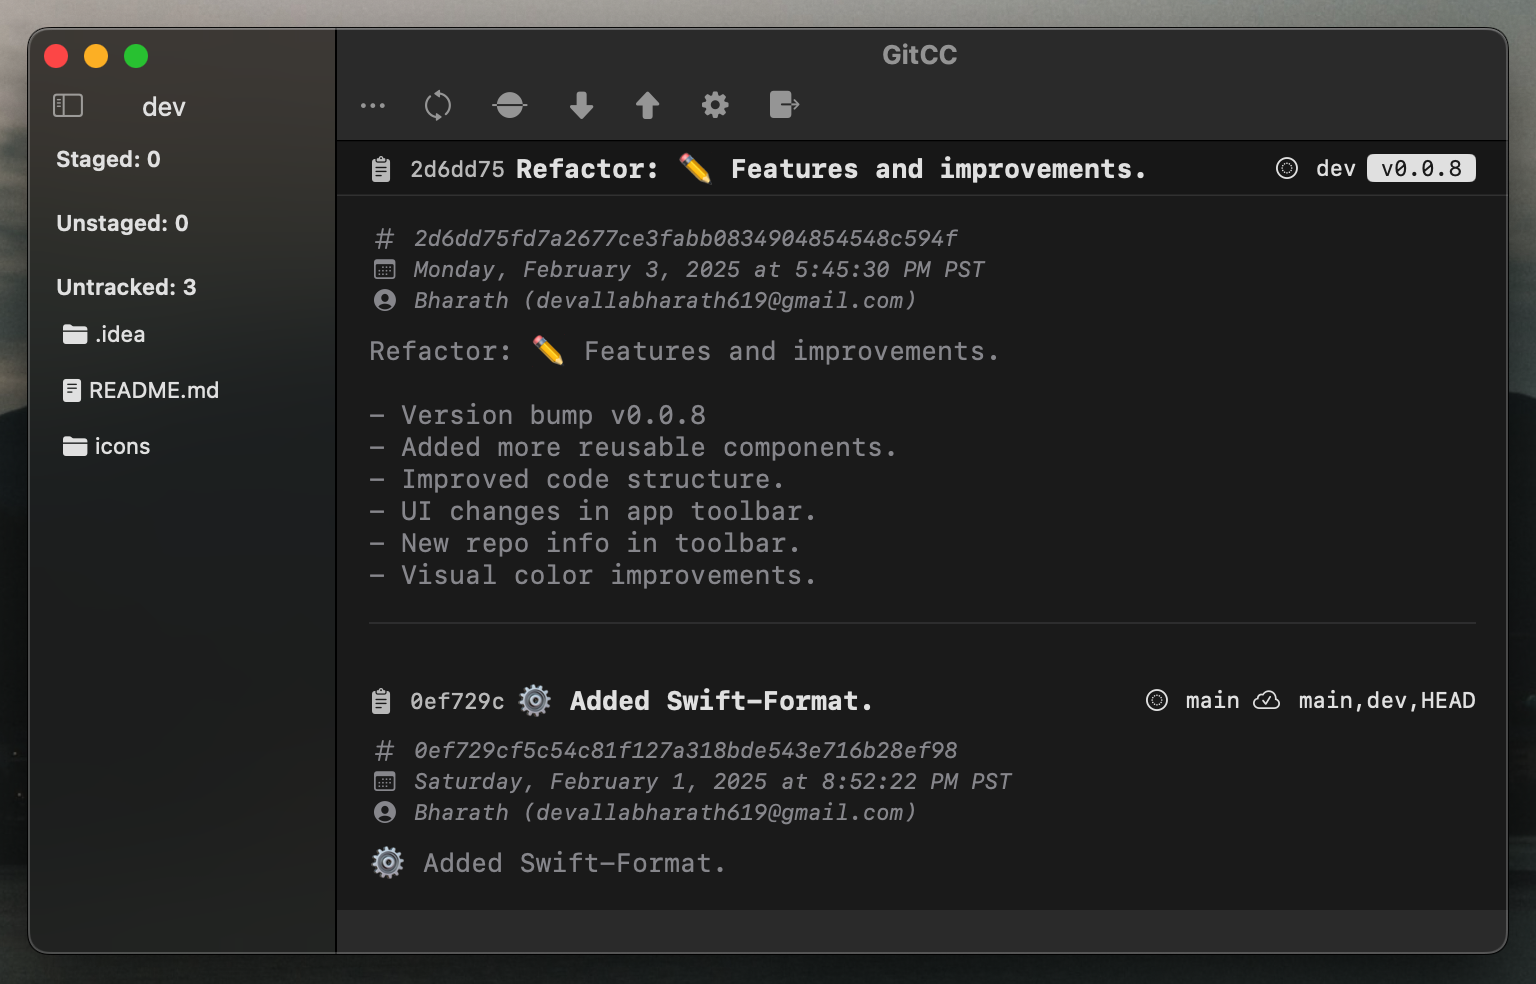 GitCC
dev
Staged: 0
Unstaged: 0
Untracked: 3
.idea
README.md
icons
2d6dd75 Refactor: ✏️ Features and improvements. dev v0.0.8
# 2d6dd75fd7a2677ce3fabb0834904854548c594f
Monday, February 3, 2025 at 5:45:30 PM PST
Bharath (devallabharath619@gmail.com)
Refactor: ✏️ Features and improvements.
– Version bump v0.0.8
– Added more reusable components.
– Improved code structure.
– UI changes in app toolbar.
– New repo info in toolbar.
– Visual color improvements.
0ef729c ⚙️ Added Swift–Format. main main,dev,HEAD
# 0ef729cf5c54c81f127a318bde543e716b28ef98
Saturday, February 1, 2025 at 8:52:22 PM PST
Bharath (devallabharath619@gmail.com)
⚙️ Added Swift–Format.